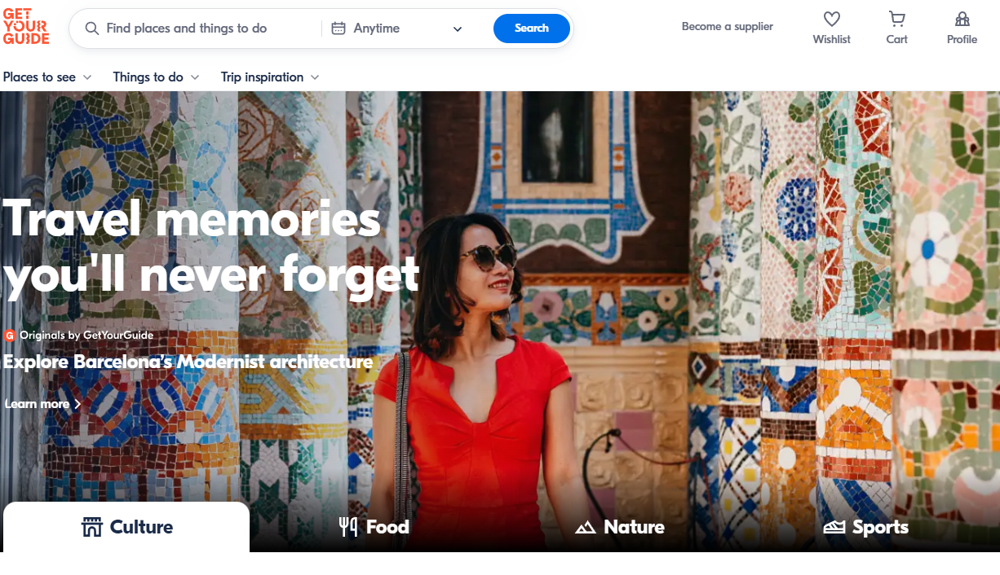 GET
YOUR
GUIDE
Find places and things to do
Anytime
Search
Become a supplier
Wishlist
Cart
Profile
Places to see
Things to do
Trip inspiration
Travel memories
you'll never forget
G Originals by GetYourGuide
Explore Barcelona's Modernist architecture
Learn more
Culture
Food
Nature
Sports